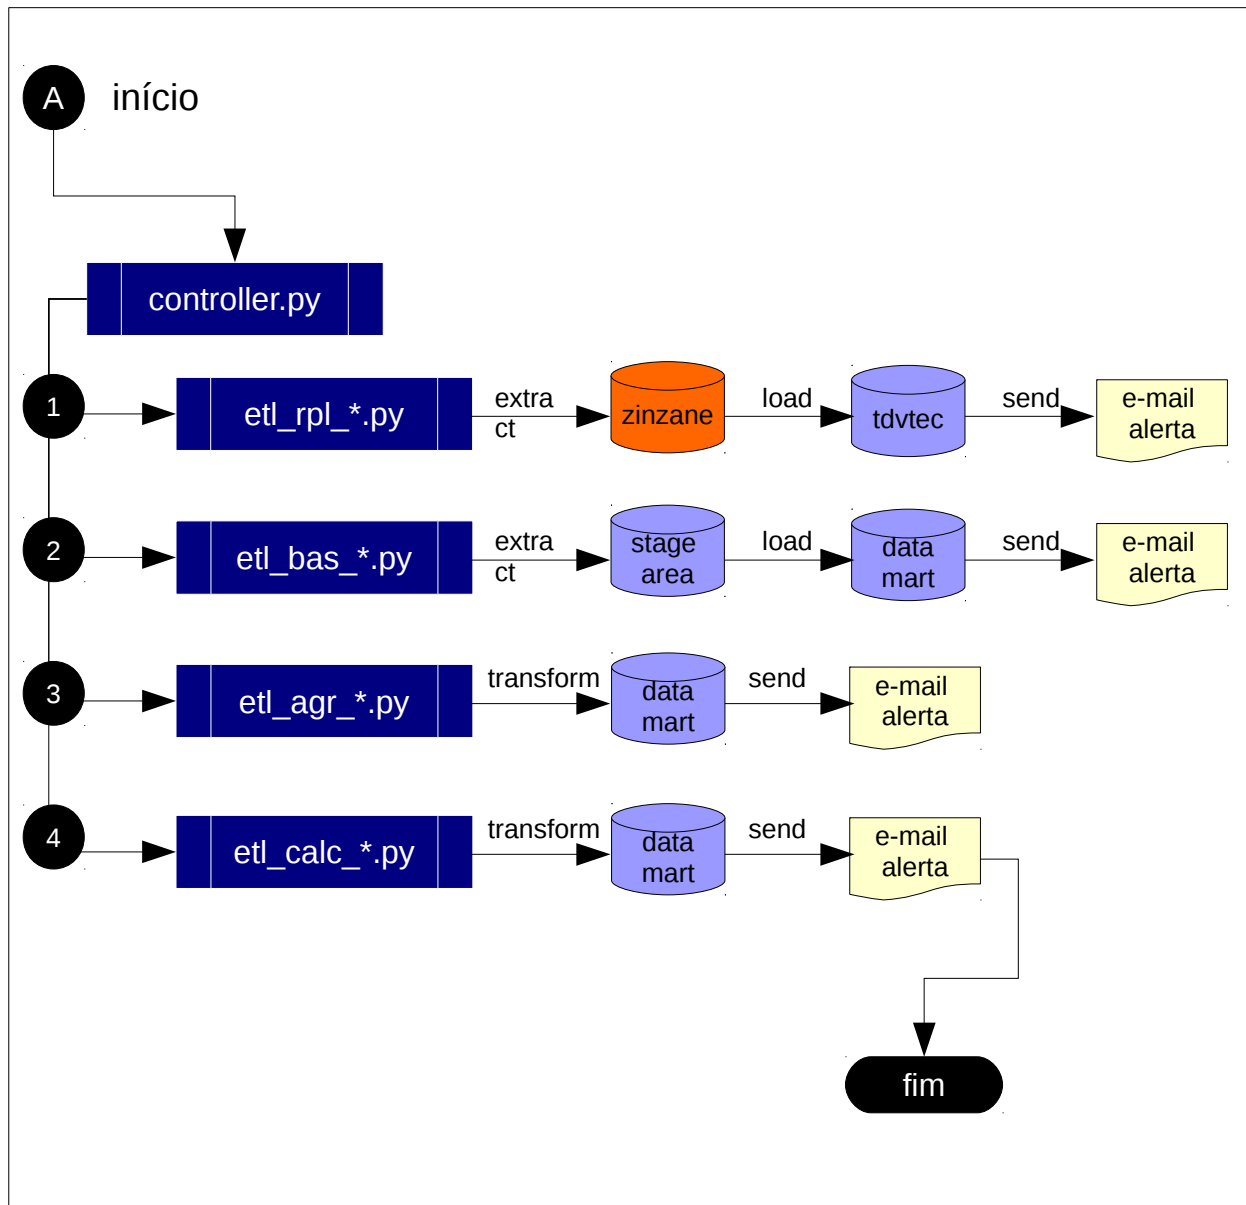 A
início
controller.py
1
etl_rpl_*.py
extra
ct
zinzane
load
tdvtec
send
e-mail
alerta
2
etl_bas_*.py
extra
ct
stage
area
load
data
mart
send
e-mail
alerta
3
etl_agr_*.py
transform
data
mart
send
e-mail
alerta
4
etl_calc_*.py
transform
data
mart
send
e-mail
alerta
fim